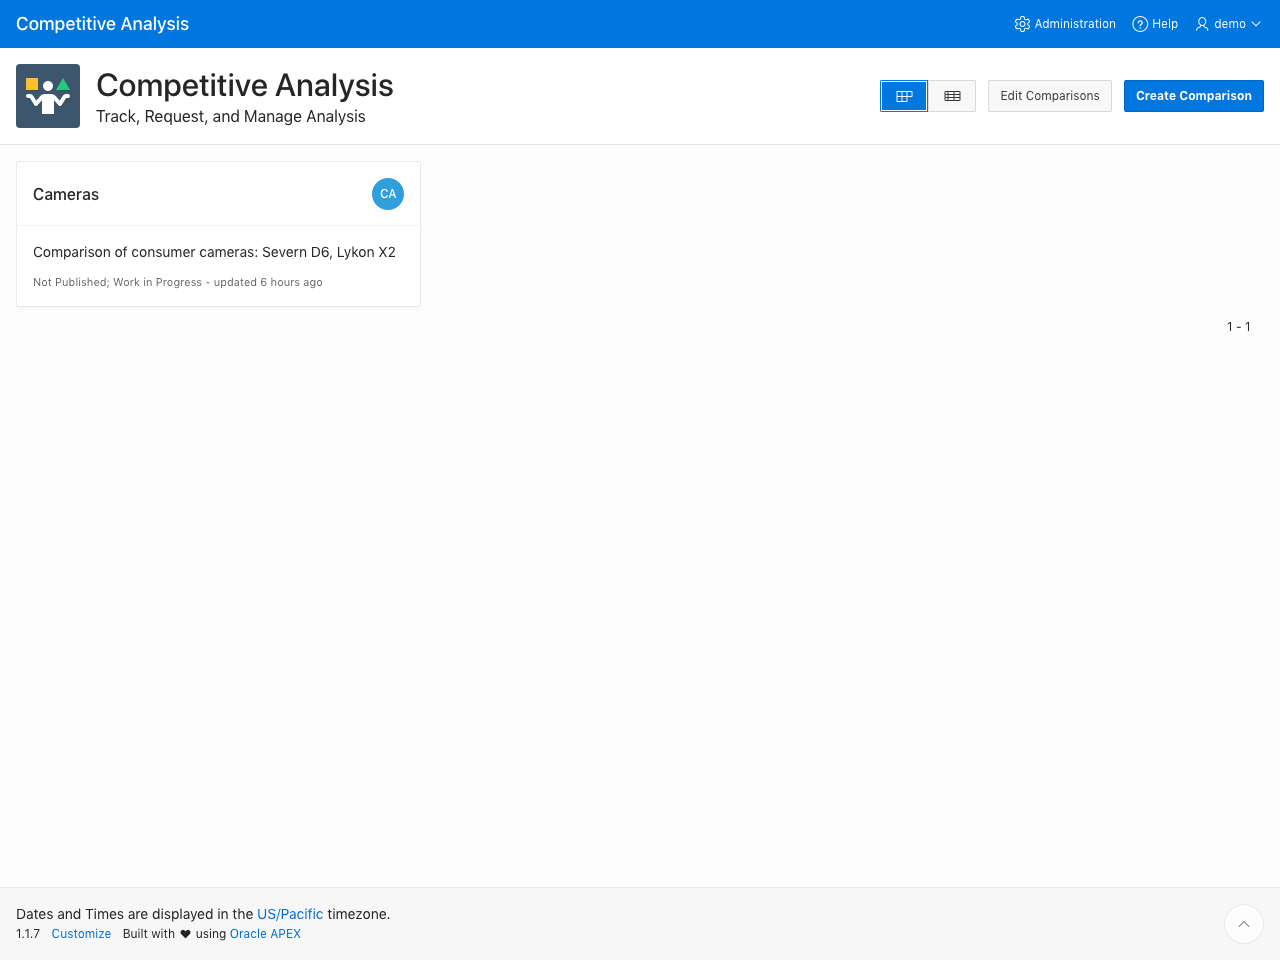 Competitive Analysis
Administration
Help
demo
Competitive Analysis
Track, Request, and Manage Analysis
Edit Comparisons
Create Comparison
Cameras
CA
Comparison of consumer cameras: Severn D6, Lykon X2
Not Published; Work in Progress - updated 6 hours ago
1 - 1
Dates and Times are displayed in the US/Pacific timezone.
1.1.7 Customize Built with ♥ using Oracle APEX